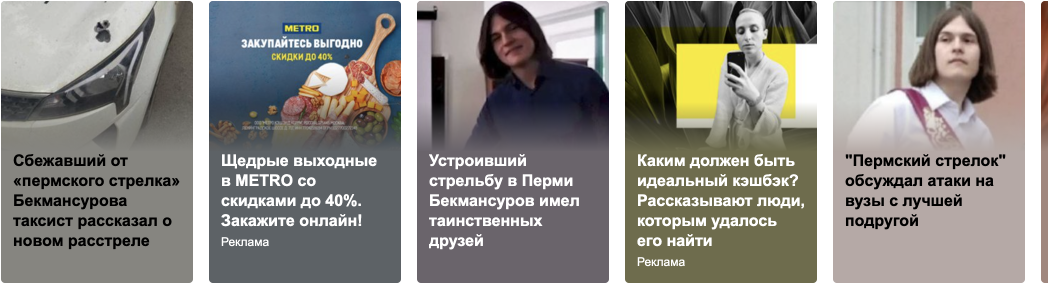 Сбежавший от
«пермского стрелка»
Бекмансурова
таксист рассказал о
новом расстреле
METRO
ЗАКУПАЙТЕСЬ ВЫГОДНО
СКИДКИ ДО 40%
Щедрые выходные
в METRO со
скидками до 40%.
Закажите онлайн!
Реклама
Устроивший
стрельбу в Перми
Бекмансуров имел
таинственных
друзей
Каким должен быть
идеальный кэшбэк?
Рассказывают люди,
которым удалось
его найти
Реклама
"Пермский стрелок"
обсуждал атаки на
вузы с лучшей
подругой